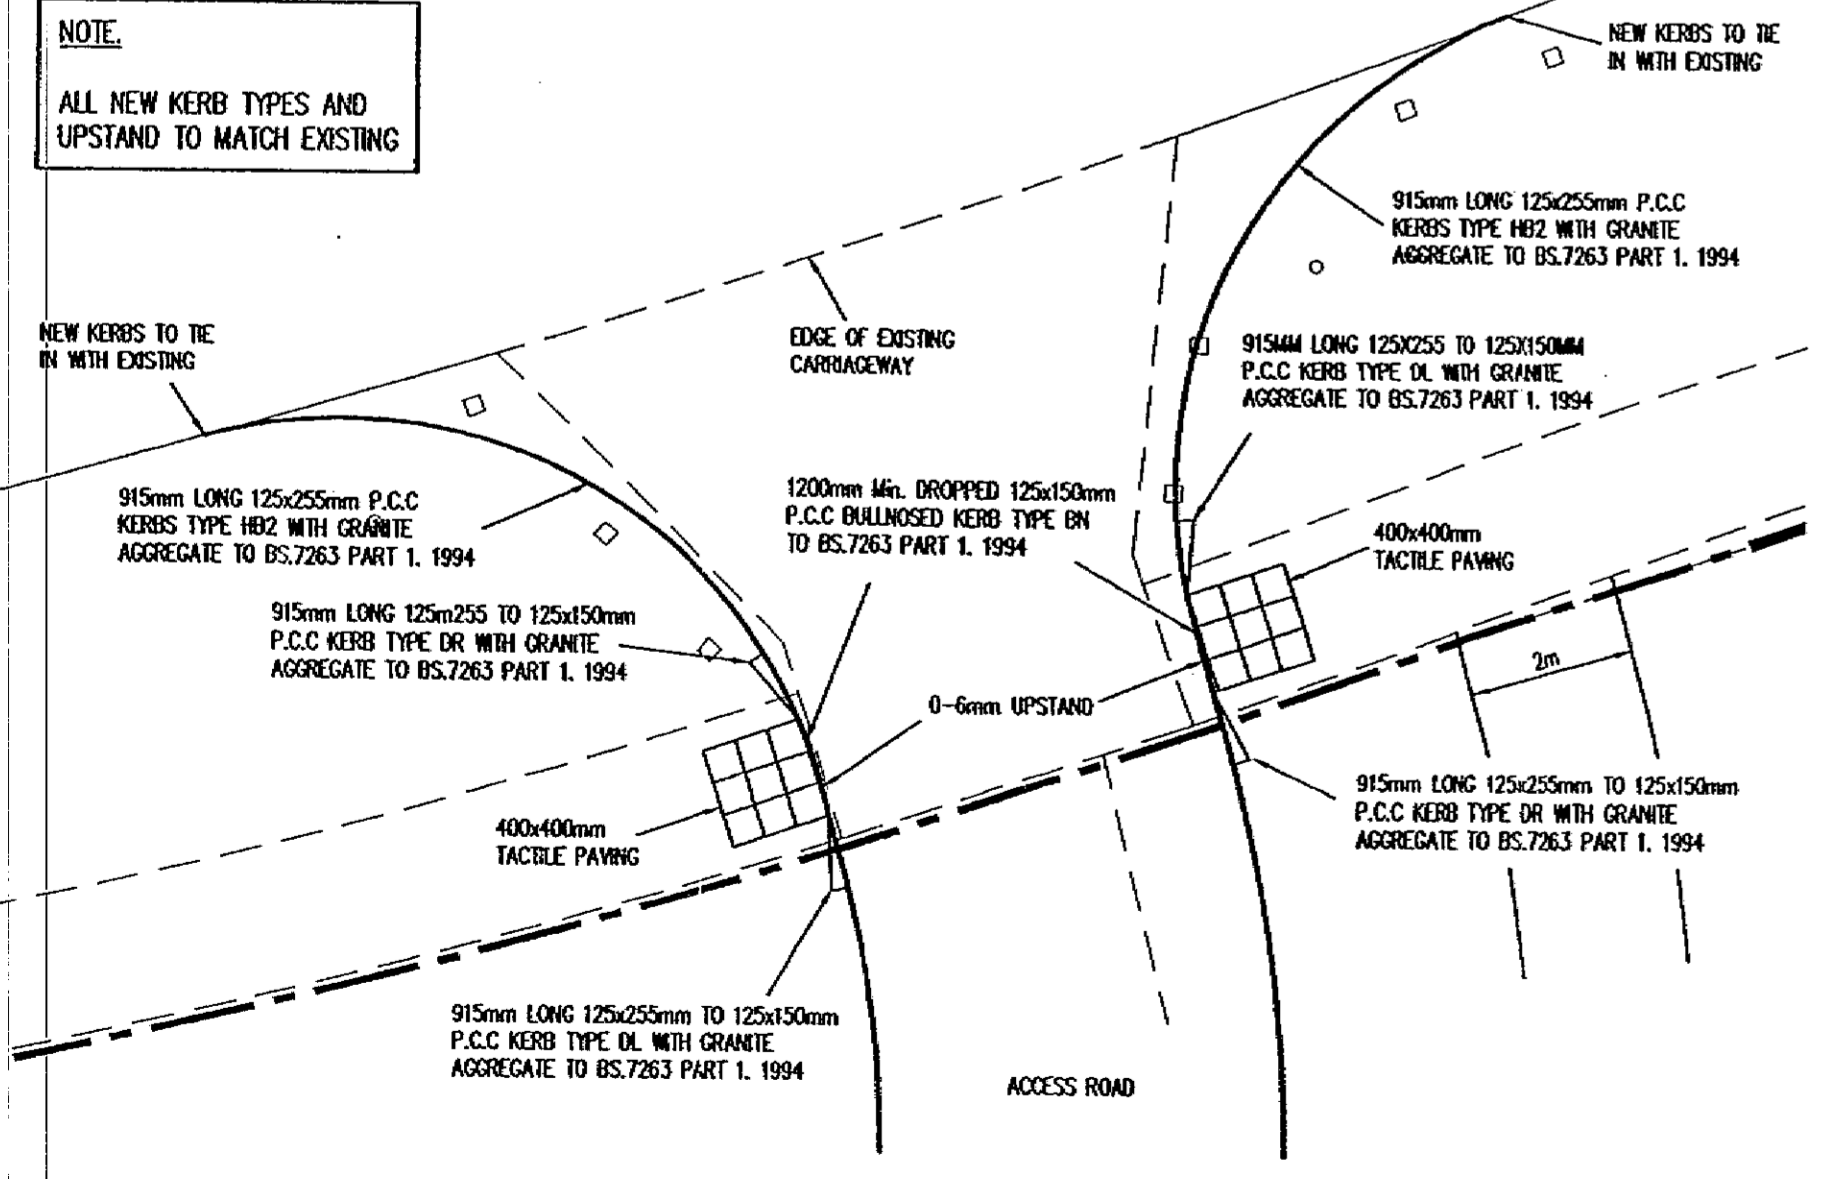 NOTE.
ALL NEW KERB TYPES AND
UPSTAND TO MATCH EXISTING
NEW KERBS TO TIE
IN WITH EXISTING
915mm LONG 125x255mm P.C.C
KERBS TYPE HB2 WITH GRANITE
AGGREGATE TO BS.7263 PART 1. 1994
NEW KERBS TO TIE
IN WITH EXISTING
EDGE OF EXISTING
CARRIAGEWAY
915MM LONG 125X255 TO 125X150MM
P.C.C KERB TYPE DL WITH GRANITE
AGGREGATE TO BS.7263 PART 1. 1994
915mm LONG 125x255mm P.C.C
KERBS TYPE HB2 WITH GRANITE
AGGREGATE TO BS.7263 PART 1. 1994
1200mm Min. DROPPED 125x150mm
P.C.C BULLNOSED KERB TYPE BN
TO BS.7263 PART 1. 1994
400x400mm
TACTILE PAVING
915mm LONG 125m255 TO 125x150mm
P.C.C KERB TYPE DR WITH GRANITE
AGGREGATE TO BS.7263 PART 1. 1994
0-6mm UPSTAND
2m
915mm LONG 125x255mm TO 125x150mm
P.C.C KERB TYPE DR WITH GRANITE
AGGREGATE TO BS.7263 PART 1. 1994
400x400mm
TACTILE PAVING
915mm LONG 125x255mm TO 125x150mm
P.C.C KERB TYPE DL WITH GRANITE
AGGREGATE TO BS.7263 PART 1. 1994
ACCESS ROAD